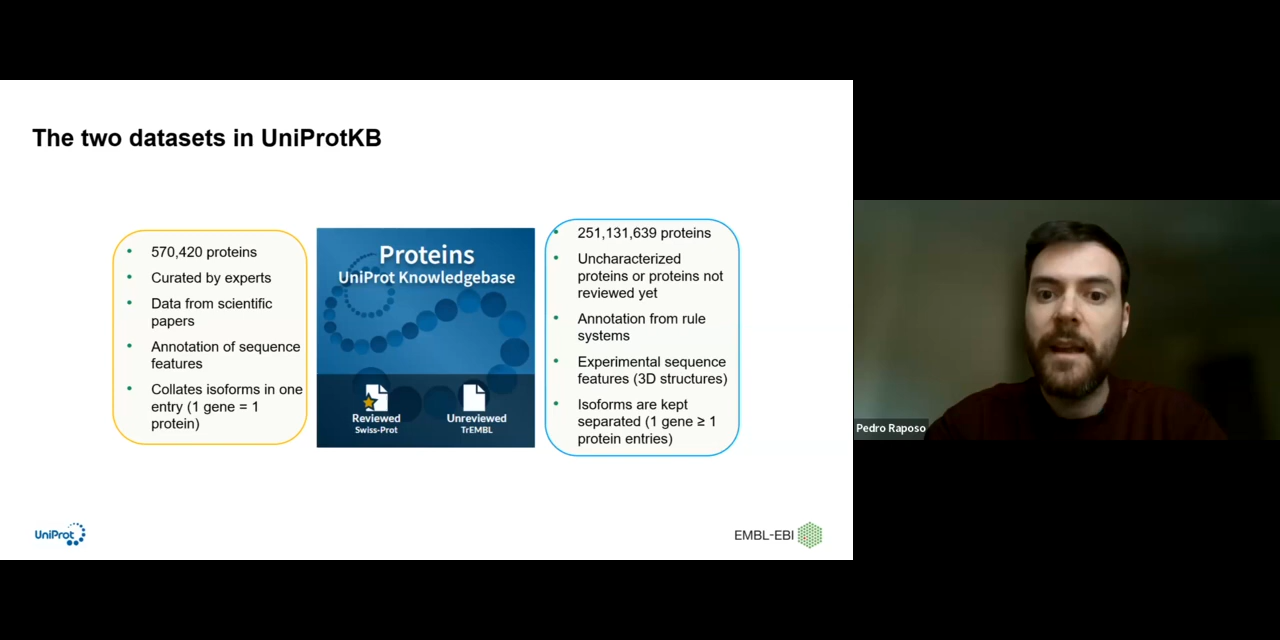 The two datasets in UniProtKB
570,420 proteins
Curated by experts
Data from scientific
papers
Annotation of sequence
features
Collates isoforms in one
entry (1 gene = 1
protein)
Proteins
UniProt Knowledgebase
Reviewed
Swiss-Prot
Unreviewed
TrEMBL
251,131,639 proteins
Uncharacterized
proteins or proteins not
reviewed yet
Annotation from rule
systems
Experimental sequence
features (3D structures)
Isoforms are kept
separated (1 gene ≥ 1
protein entries)
UniProt
EMBL-EBI
Pedro Raposo